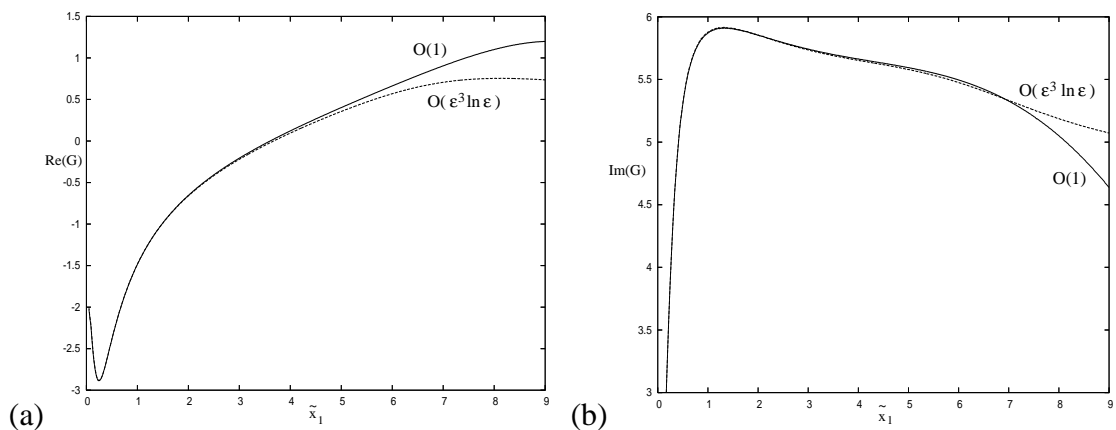 1.5
1
0.5
0
-0.5
-1
-1.5
-2
-2.5
-3
Re(G)
O(1)
O(ε³ ln ε)
0 1 2 3 4 5 6 7 8 9
x̃₁
(a)
6
5.5
5
4.5
4
3.5
3
Im(G)
O(ε³ ln ε)
O(1)
0 1 2 3 4 5 6 7 8 9
x̃₁
(b)